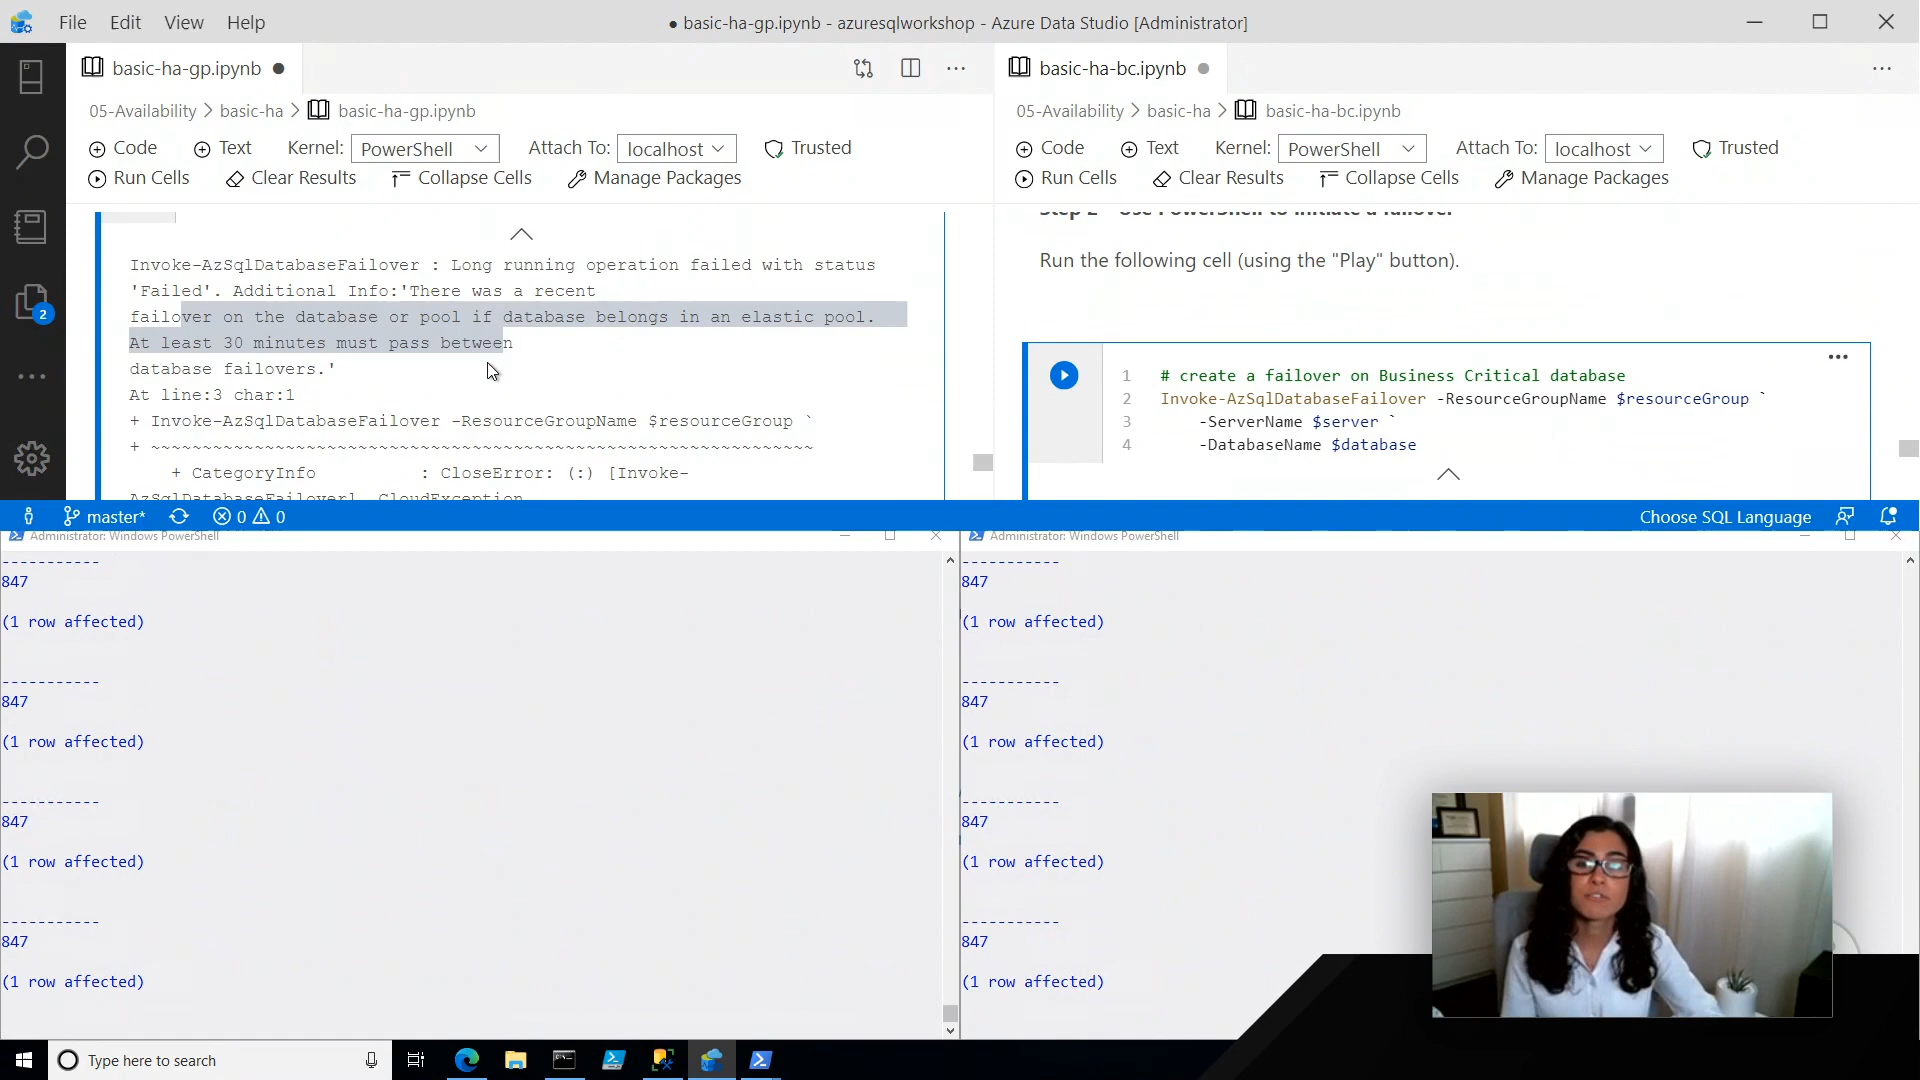 File Edit View Help
● basic-ha-gp.ipynb - azuresqlworkshop - Azure Data Studio [Administrator]
basic-ha-gp.ipynb ●
05-Availability > basic-ha > basic-ha-gp.ipynb
Code Text Kernel: PowerShell Attach To: localhost Trusted
Run Cells Clear Results Collapse Cells Manage Packages
Invoke-AzSqlDatabaseFailover : Long running operation failed with status
'Failed'. Additional Info:'There was a recent
failover on the database or pool if database belongs in an elastic pool.
At least 30 minutes must pass between
database failovers.'
At line:3 char:1
+ Invoke-AzSqlDatabaseFailover -ResourceGroupName $resourceGroup `
+ ~~~~~~~~~~~~~~~~~~~~~~~~~~~~~~~~~~~~~~~~~~~~~~~~~~~~~~~~~~~~~~~~
+ CategoryInfo : CloseError: (:) [Invoke-
AzSqlDatabaseFailover], CloudException
basic-ha-bc.ipynb ●
05-Availability > basic-ha > basic-ha-bc.ipynb
Code Text Kernel: PowerShell Attach To: localhost Trusted
Run Cells Clear Results Collapse Cells Manage Packages
Step 2 - Use PowerShell to initiate a failover
Run the following cell (using the "Play" button).
1 # create a failover on Business Critical database
2 Invoke-AzSqlDatabaseFailover -ResourceGroupName $resourceGroup `
3 -ServerName $server `
4 -DatabaseName $database
2
master* 0 0
Choose SQL Language
Administrator: Windows PowerShell
-----------
847
(1 row affected)
-----------
847
(1 row affected)
-----------
847
(1 row affected)
-----------
847
(1 row affected)
Administrator: Windows PowerShell
-----------
847
(1 row affected)
-----------
847
(1 row affected)
-----------
847
(1 row affected)
-----------
847
(1 row affected)
Type here to search